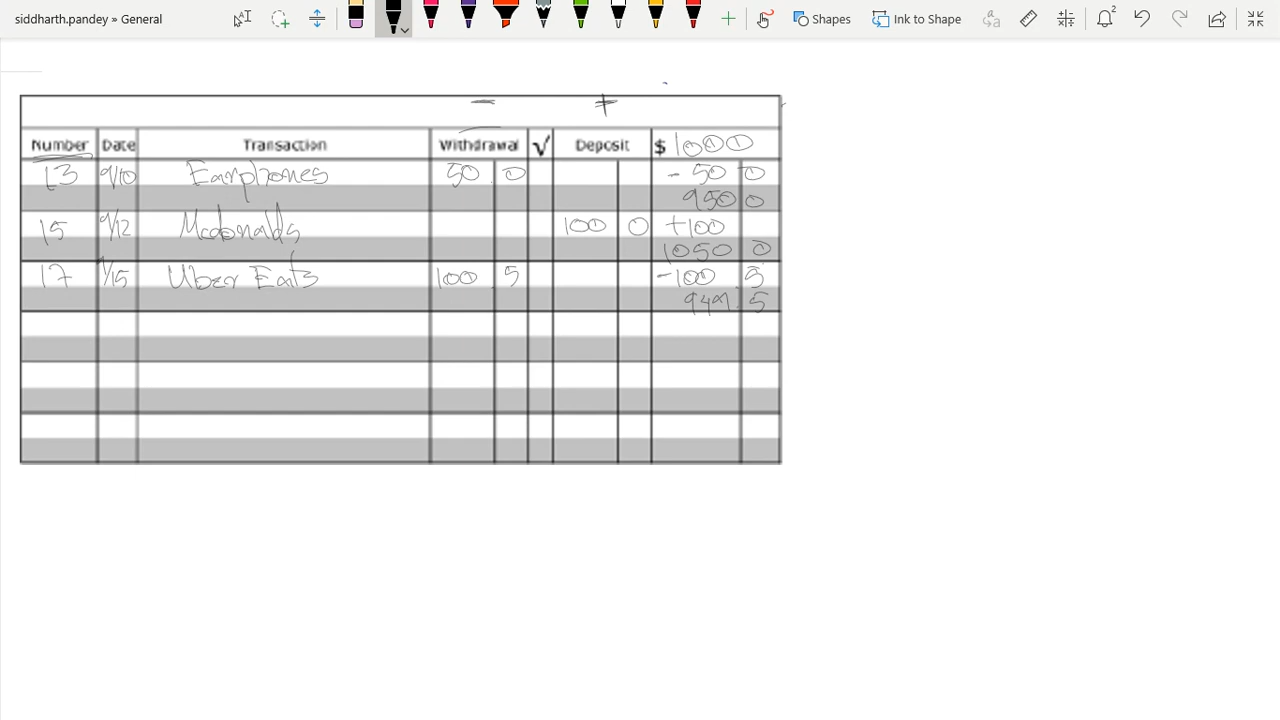 siddharth.pandey » General
Shapes
Ink to Shape
2
- +
Number Date Transaction Withdrawal √ Deposit $ 1000
13 9/10 Earphones 50 . 0 - 50 0
950 0
15 9/12 Mcdonalds 100 0 +100
1050 0
17 9/15 Uber Eats 100 . 5 -100 . 5
949 . 5